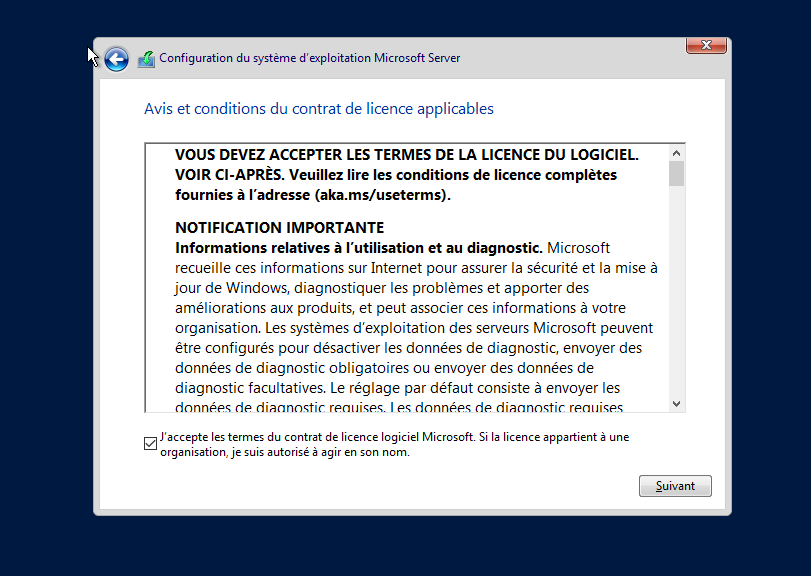 Configuration du système d'exploitation Microsoft Server
Avis et conditions du contrat de licence applicables
VOUS DEVEZ ACCEPTER LES TERMES DE LA LICENCE DU LOGICIEL.
VOIR CI-APRÈS. Veuillez lire les conditions de licence complètes
fournies à l’adresse (aka.ms/useterms).
NOTIFICATION IMPORTANTE
Informations relatives à l’utilisation et au diagnostic. Microsoft
recueille ces informations sur Internet pour assurer la sécurité et la mise à
jour de Windows, diagnostiquer les problèmes et apporter des
améliorations aux produits, et peut associer ces informations à votre
organisation. Les systèmes d’exploitation des serveurs Microsoft peuvent
être configurés pour désactiver les données de diagnostic, envoyer des
données de diagnostic obligatoires ou envoyer des données de
diagnostic facultatives. Le réglage par défaut consiste à envoyer les
données de diagnostic requises. Les données de diagnostic requises
J'accepte les termes du contrat de licence logiciel Microsoft. Si la licence appartient à une
organisation, je suis autorisé à agir en son nom.
Suivant